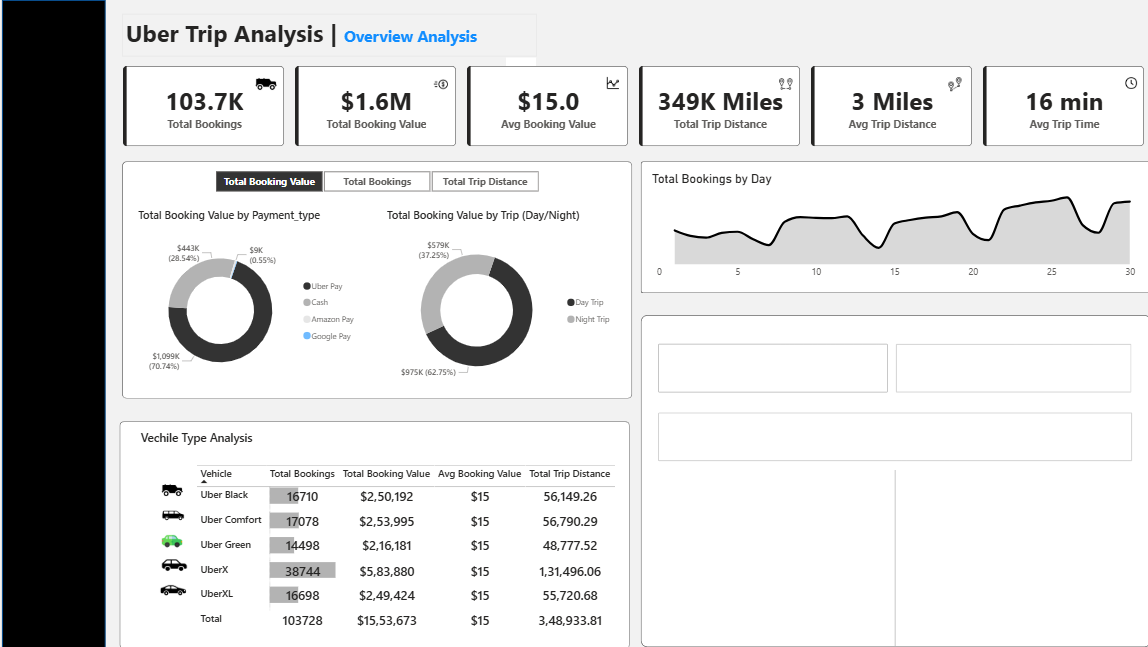 Uber Trip Analysis | Overview Analysis
103.7K
Total Bookings
$1.6M
Total Booking Value
$15.0
Avg Booking Value
349K Miles
Total Trip Distance
3 Miles
Avg Trip Distance
16 min
Avg Trip Time
Total Booking Value Total Bookings Total Trip Distance
Total Booking Value by Payment_type
$443K
(28.54%)
$9K
(0.55%)
$1,099K
(70.74%)
Uber Pay
Cash
Amazon Pay
Google Pay
Total Booking Value by Trip (Day/Night)
$579K
(37.25%)
$975K (62.75%)
Day Trip
Night Trip
Total Bookings by Day
0 5 10 15 20 25 30
Vechile Type Analysis
Vehicle Total Bookings Total Booking Value Avg Booking Value Total Trip Distance
Uber Black 16710 $2,50,192 $15 56,149.26
Uber Comfort 17078 $2,53,995 $15 56,790.29
Uber Green 14498 $2,16,181 $15 48,777.52
UberX 38744 $5,83,880 $15 1,31,496.06
UberXL 16698 $2,49,424 $15 55,720.68
Total 103728 $15,53,673 $15 3,48,933.81